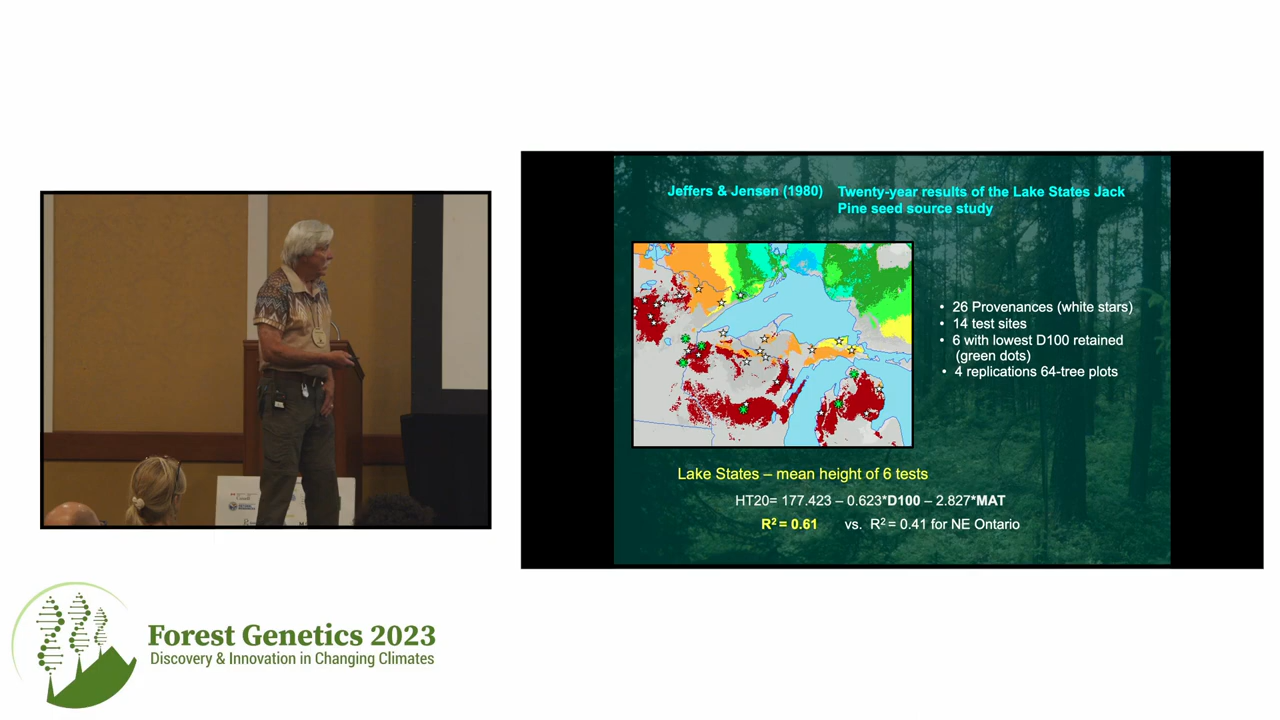 Jeffers & Jensen (1980) Twenty-year results of the Lake States Jack
Pine seed source study
• 26 Provenances (white stars)
• 14 test sites
• 6 with lowest D100 retained
(green dots)
• 4 replications 64-tree plots
Lake States – mean height of 6 tests
HT20= 177.423 – 0.623*D100 – 2.827*MAT
R² = 0.61 vs. R² = 0.41 for NE Ontario
Canada
Forest Genetics 2023
Discovery & Innovation in Changing Climates